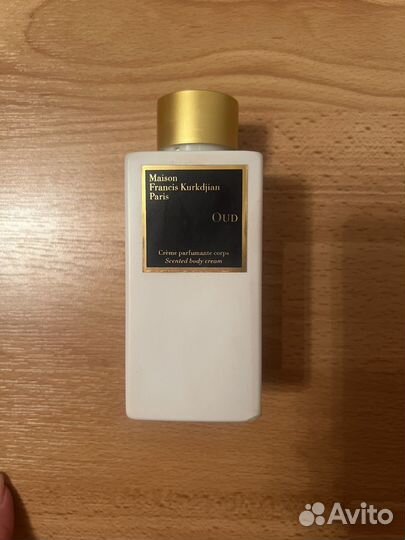 Maison
Francis Kurkdjian
Paris
OUD
Crème parfumante corps
Scented body cream
Avito